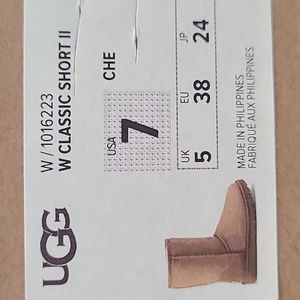 UGG
W / 1016223
W CLASSIC SHORT II
CHE
USA
7
UK
5
EU
38
JP
24
MADE IN PHILIPPINES
FABRIQUÉ AUX PHILIPPINES